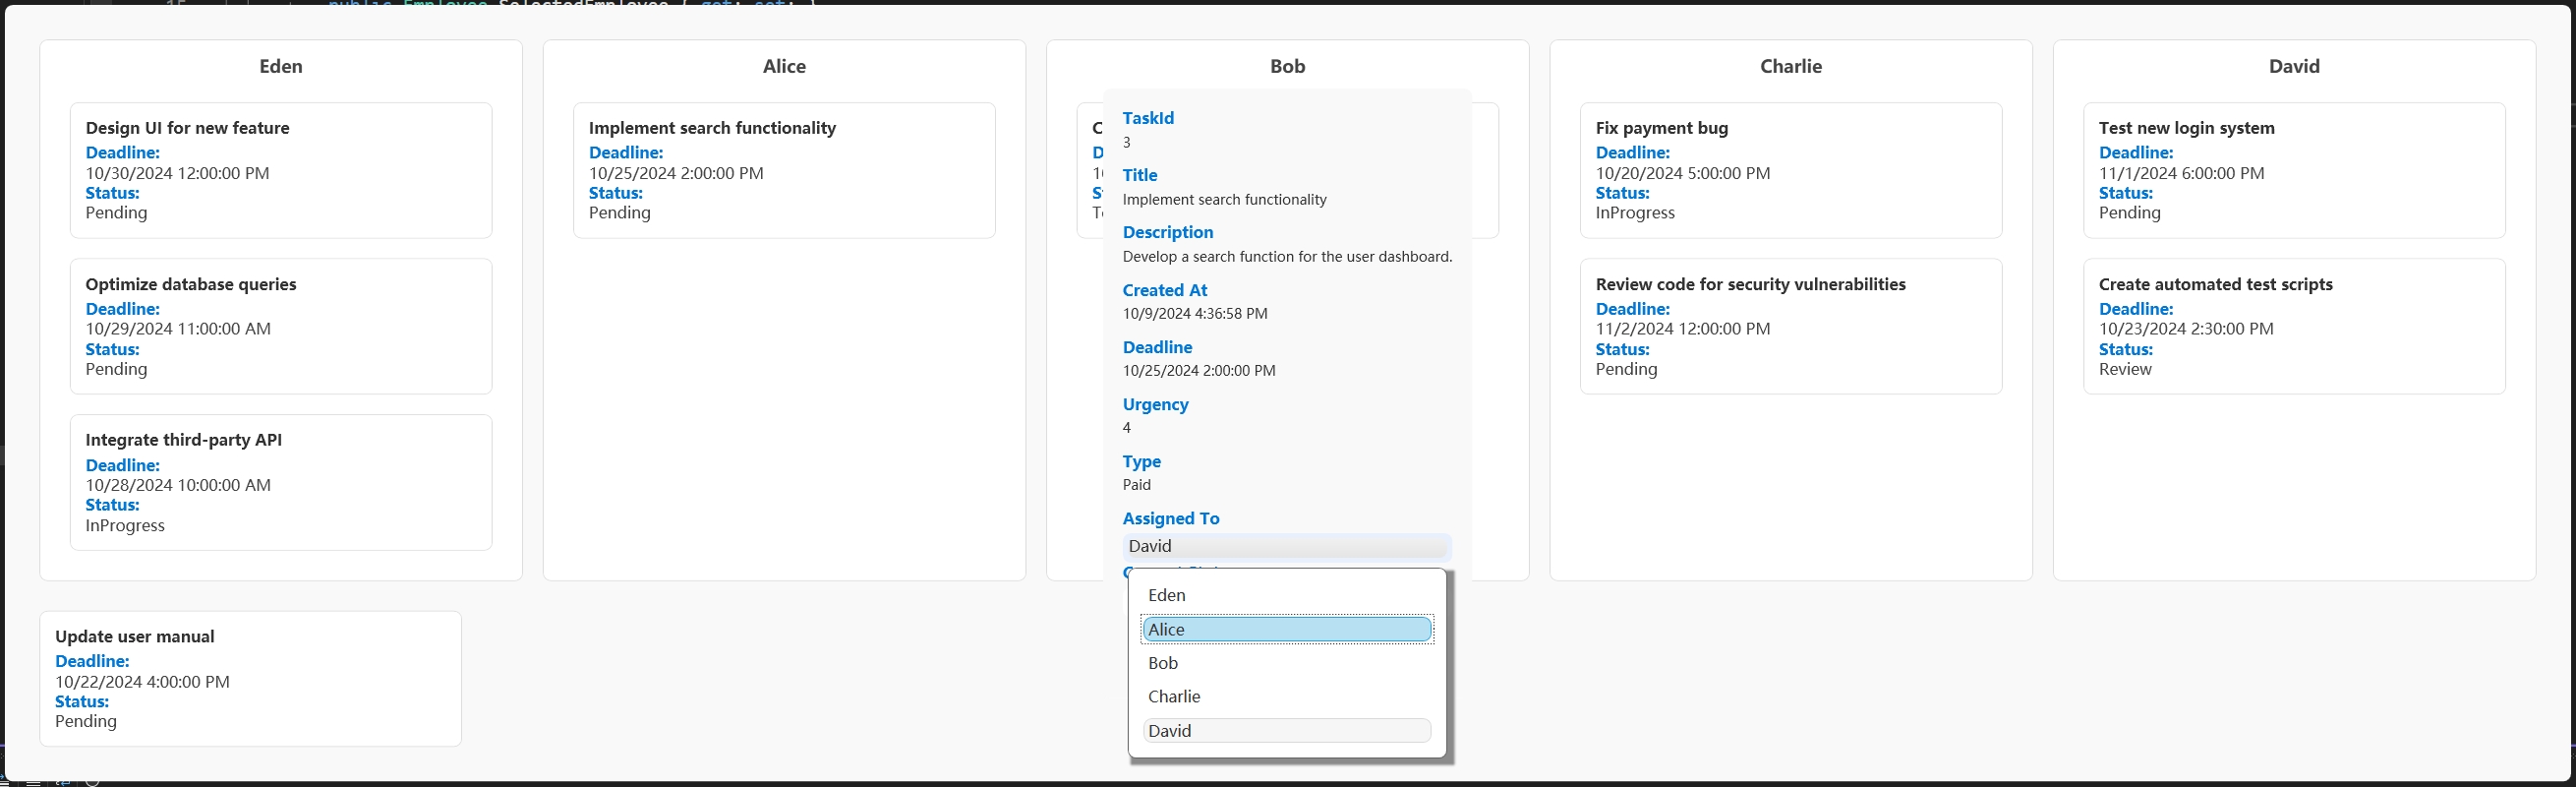 public Employee SelectedEmployee { get; set; }
Eden
Design UI for new feature
Deadline:
10/30/2024 12:00:00 PM
Status:
Pending
Optimize database queries
Deadline:
10/29/2024 11:00:00 AM
Status:
Pending
Integrate third-party API
Deadline:
10/28/2024 10:00:00 AM
Status:
InProgress
Alice
Implement search functionality
Deadline:
10/25/2024 2:00:00 PM
Status:
Pending
Bob
TaskId
3
Title
Implement search functionality
Description
Develop a search function for the user dashboard.
Created At
10/9/2024 4:36:58 PM
Deadline
10/25/2024 2:00:00 PM
Urgency
4
Type
Paid
Assigned To
David
Eden
Alice
Bob
Charlie
David
Charlie
Fix payment bug
Deadline:
10/20/2024 5:00:00 PM
Status:
InProgress
Review code for security vulnerabilities
Deadline:
11/2/2024 12:00:00 PM
Status:
Pending
David
Test new login system
Deadline:
11/1/2024 6:00:00 PM
Status:
Pending
Create automated test scripts
Deadline:
10/23/2024 2:30:00 PM
Status:
Review
Update user manual
Deadline:
10/22/2024 4:00:00 PM
Status:
Pending